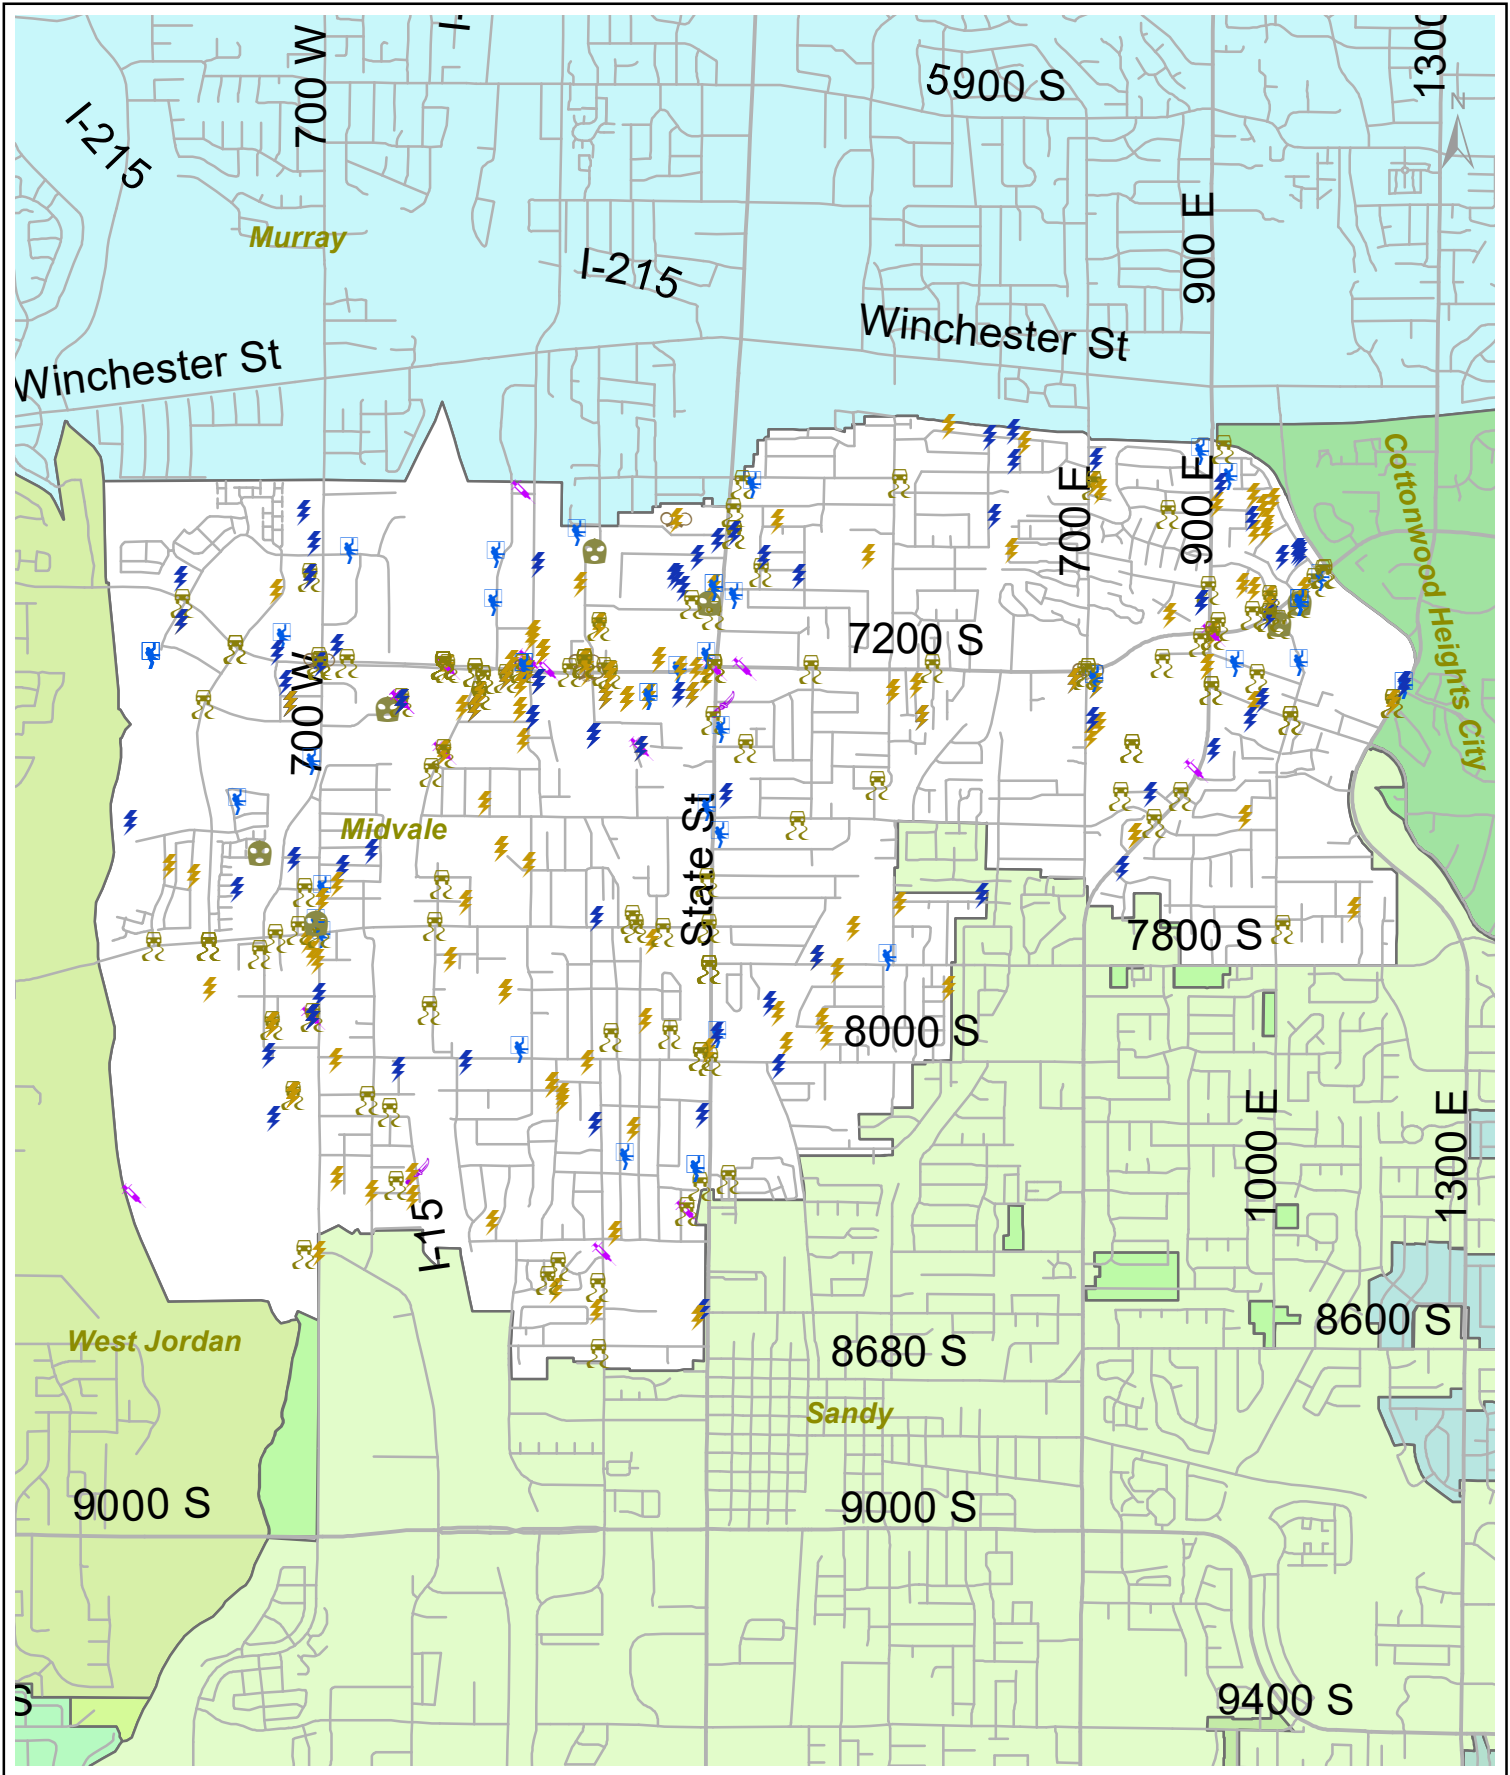 700 W
I-
1300
5900 S
I-215
N
900 E
Murray
I-215
Winchester St
Winchester St
Cottonwood Heights City
900 E
700 E
7200 S
700 W
Midvale
State St
7800 S
8000 S
1000 E
1300 E
I-15
8600 S
West Jordan
8680 S
Sandy
9000 S
9000 S
S
9400 S